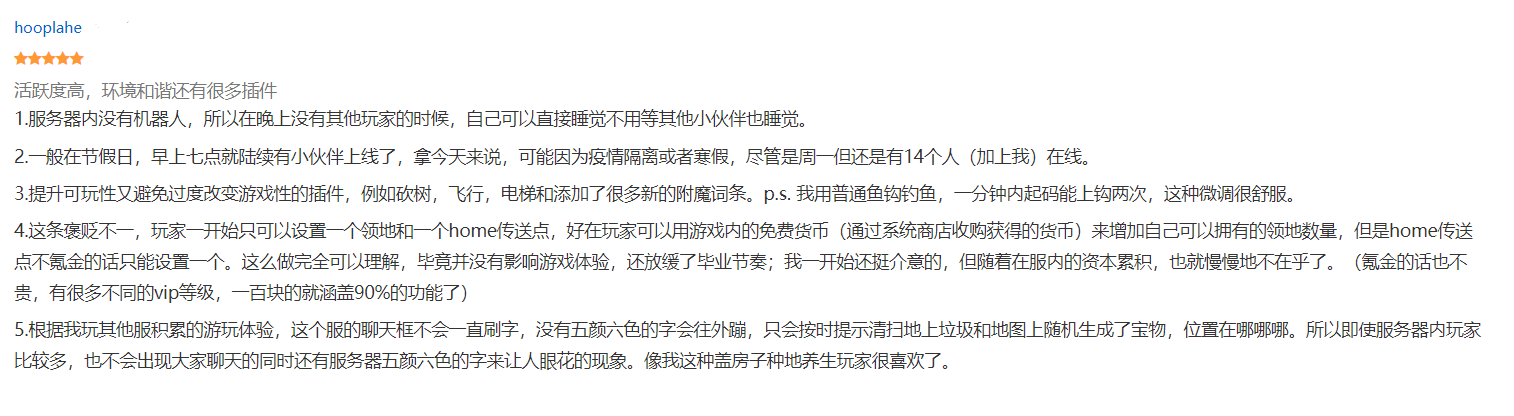 hooplahe
活跃度高，环境和谐还有很多插件
1.服务器内没有机器人，所以在晚上没有其他玩家的时候，自己可以直接睡觉不用等其他小伙伴也睡觉。
2.一般在节假日，早上七点就陆续有小伙伴上线了，拿今天来说，可能因为疫情隔离或者寒假，尽管是周一但还是有14个人（加上我）在线。
3.提升可玩性又避免过度改变游戏性的插件，例如砍树，飞行，电梯和添加了很多新的附魔词条。p.s. 我用普通鱼钩钓鱼，一分钟内起码能上钩两次，这种微调很舒服。
4.这条褒贬不一，玩家一开始只可以设置一个领地和一个home传送点，好在玩家可以用游戏内的免费货币（通过系统商店收购获得的货币）来增加自己可以拥有的领地数量，但是home传送
点不氪金的话只能设置一个。这么做完全可以理解，毕竟并没有影响游戏体验，还放缓了毕业节奏；我一开始还挺介意的，但随着在服内的资本累积，也就慢慢地不在乎了。（氪金的话也不
贵，有很多不同的vip等级，一百块的就涵盖90%的功能了）
5.根据我玩其他服积累的游玩体验，这个服的聊天框不会一直刷字，没有五颜六色的字会往外蹦，只会按时提示清扫地上垃圾和地图上随机生成了宝物，位置在哪哪哪。所以即使服务器内玩家
比较多，也不会出现大家聊天的同时还有服务器五颜六色的字来让人眼花的现象。像我这种盖房子种地养生玩家很喜欢了。